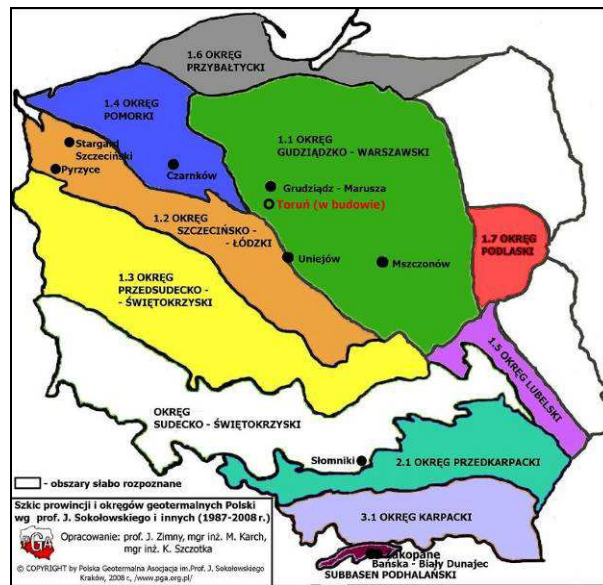 1.6 OKRĘG
PRZYBAŁTYCKI
1.4 OKRĘG
POMORKI
1.1 OKRĘG
GUDZIĄDZKO - WARSZAWSKI
Stargard
Szczeciński
Pyrzyce
Czarnków
Grudziądz - Marusza
Toruń (w budowie)
1.2 OKRĘG
SZCZECIŃSKO -
- ŁÓDZKI
Uniejów
Mszczonów
1.7 OKRĘG
PODLASKI
1.3 OKRĘG
PRZEDSUDECKO -
- ŚWIĘTOKRZYSKI
1.5 OKRĘG LUBELSKI
OKRĘG
SUDECKO - ŚWIĘTOKRZYSKI
Słomniki
2.1 OKRĘG PRZEDKARPACKI
- obszary słabo rozpoznane
3.1 OKRĘG KARPACKI
Szkic prowincji i okręgów geotermalnych Polski
wg prof. J. Sokołowskiego i innych (1987-2008 r.)
PGA
Opracowanie: prof. J. Zimny, mgr inż. M. Karch,
mgr inż. K. Szczotka
© COPYRIGHT by Polska Geotermalna Asocjacja im.Prof. J. Sokołowskiego
Kraków, 2008 r, /www.pga.org.pl/
Zakopane
Bańska - Biały Dunajec
SUBBASEN PODHALAŃSKI